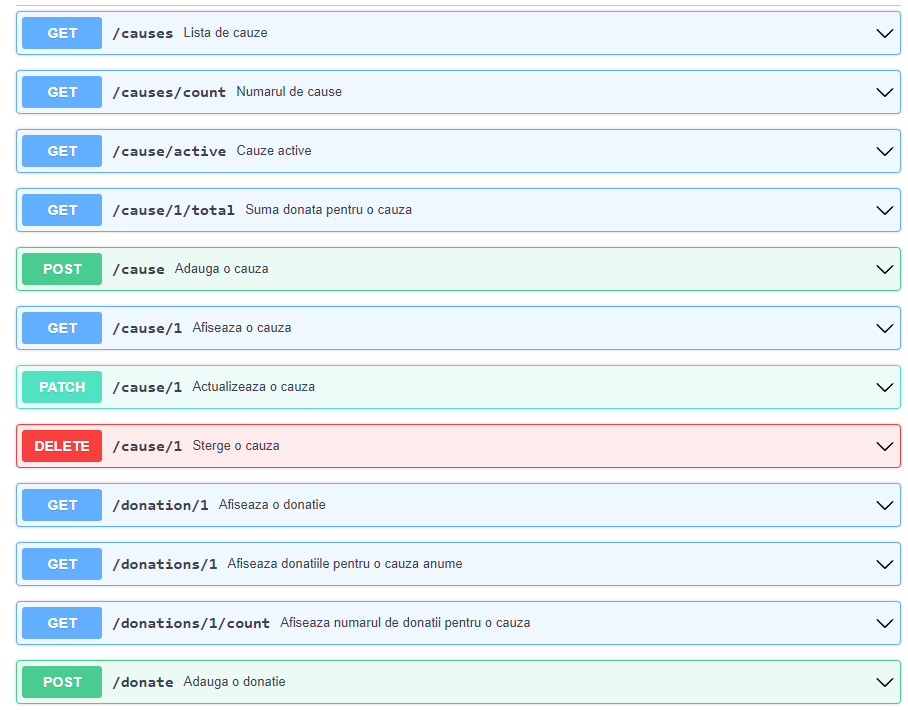 GET /causes Lista de cauze
GET /causes/count Numarul de cause
GET /cause/active Cauze active
GET /cause/1/total Suma donata pentru o cauza
POST /cause Adauga o cauza
GET /cause/1 Afiseaza o cauza
PATCH /cause/1 Actualizeaza o cauza
DELETE /cause/1 Sterge o cauza
GET /donation/1 Afiseaza o donatie
GET /donations/1 Afiseaza donatiile pentru o cauza anume
GET /donations/1/count Afiseaza numarul de donatii pentru o cauza
POST /donate Adauga o donatie